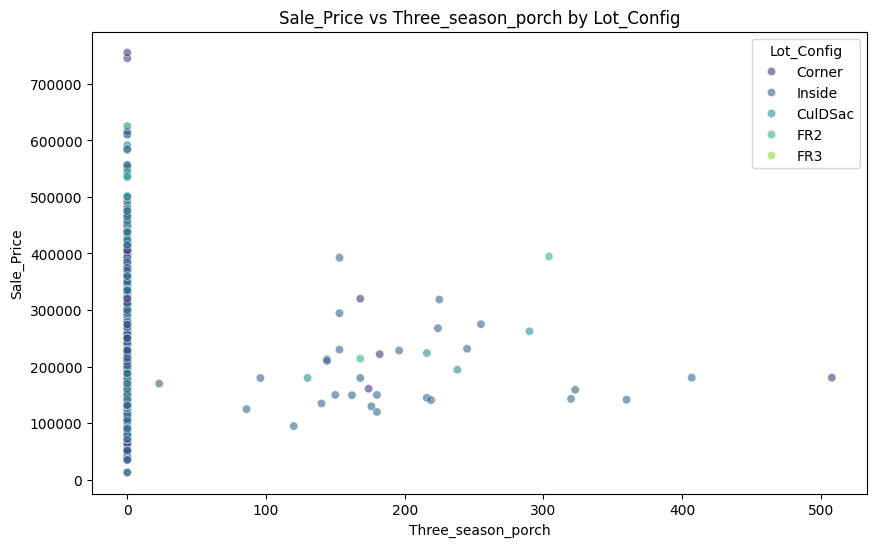 Sale_Price vs Three_season_porch by Lot_Config
Lot_Config
Corner
Inside
CulDSac
FR2
FR3
Sale_Price
700000
600000
500000
400000
300000
200000
100000
0
0 100 200 300 400 500
Three_season_porch